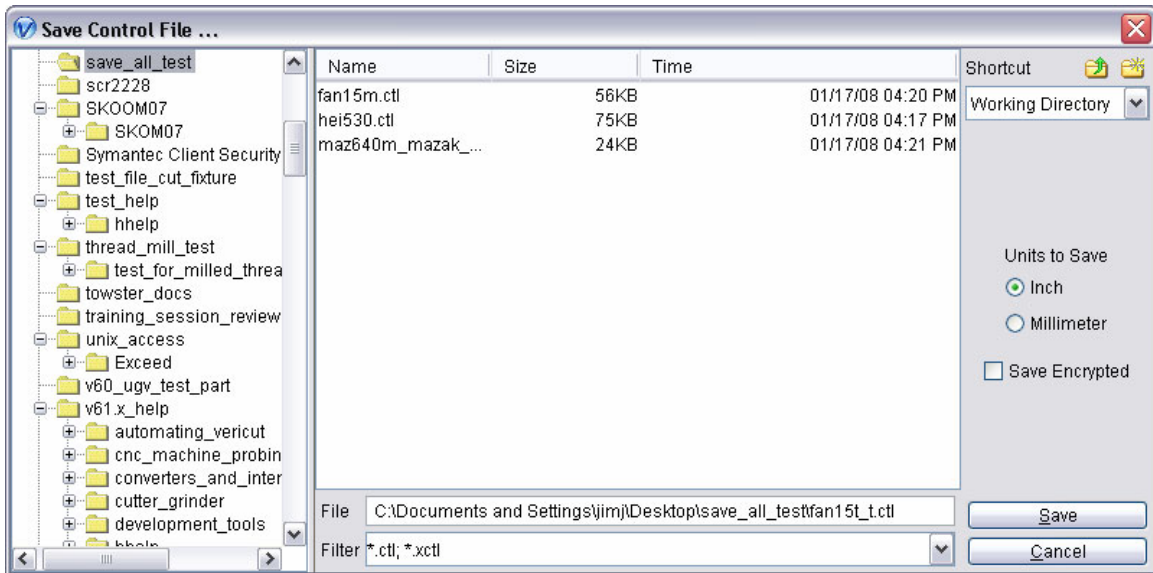 Save Control File ...
save_all_test
scr2228
SKOOM07
SKOM07
Symantec Client Security
test_file_cut_fixture
test_help
hhelp
thread_mill_test
test_for_milled_threa
towster_docs
training_session_review
unix_access
Exceed
v60_ugv_test_part
v61.x_help
automating_vericut
cnc_machine_probin
converters_and_inter
cutter_grinder
development_tools
Name Size Time
fan15m.ctl 56KB 01/17/08 04:20 PM
hei530.ctl 75KB 01/17/08 04:17 PM
maz640m_mazak_... 24KB 01/17/08 04:21 PM
File C:\Documents and Settings\jimj\Desktop\save_all_test\fan15t_t.ctl
Filter *.ctl; *.xctl
Shortcut
Working Directory
Units to Save
Inch
Millimeter
Save Encrypted
Save
Cancel